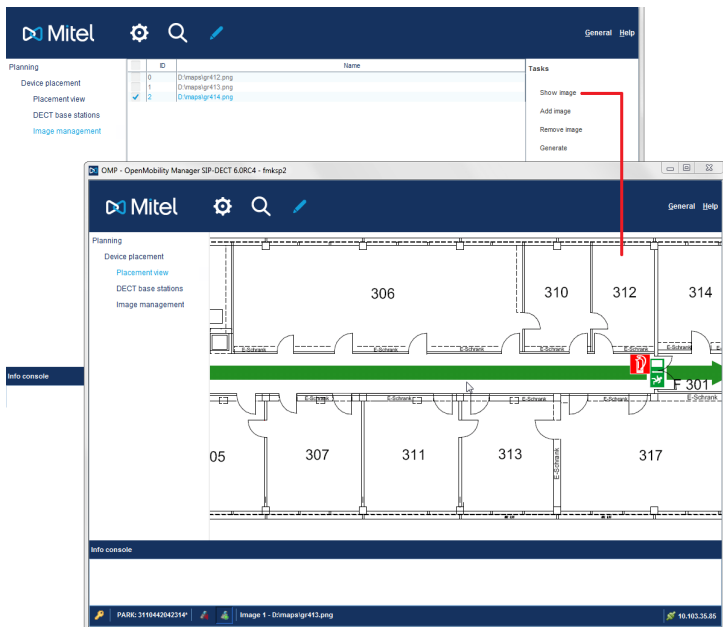 Mitel
General Help
Planning
Device placement
Placement view
DECT base stations
Image management
ID Name
0 D:\maps\gr412.png
1 D:\maps\gr413.png
2 D:\maps\gr414.png
Tasks
Show image
Add image
Remove image
Generate
Info console
OMP - OpenMobility Manager SIP-DECT 6.0RC4 - fmksp2
Mitel
General Help
Planning
Device placement
Placement view
DECT base stations
Image management
306 310 312 314
E-Schrank E-Schrank E-Schrank E-Schrank E-Schrank E-Schrank
F 301
E-Schrank E-Schrank E-Schrank E-Schrank E-Schrank
05 307 311 313 317
E-Schrank
Info console
PARK: 3110442042314* Image 1 - D:\maps\gr413.png 10.103.35.85